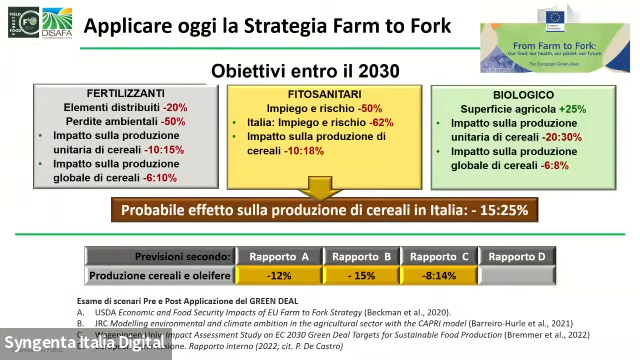 FIELD FOOD
DISAFA
Applicare oggi la Strategia Farm to Fork
European Commission
From Farm to Fork:
Our food, our health, our planet, our future
The European Green Deal
Obiettivi entro il 2030
FERTILIZZANTI
Elementi distribuiti -20%
Perdite ambientali -50%
• Impatto sulla produzione
unitaria di cereali -10:15%
• Impatto sulla produzione
globale di cereali -6:10%
FITOSANITARI
Impiego e rischio -50%
• Italia: Impiego e rischio -62%
• Impatto sulla produzione di
cereali -10:18%
BIOLOGICO
Superficie agricola +25%
• Impatto sulla produzione
unitaria di cereali -20:30%
• Impatto sulla produzione
globale di cereali -6:8%
Probabile effetto sulla produzione di cereali in Italia: - 15:25%
Previsioni secondo: Rapporto A Rapporto B Rapporto C Rapporto D
Produzione cereali e oleifere -12% - 15% -8:14%
Esame di scenari Pre e Post Applicazione del GREEN DEAL
A. USDA Economic and Food Security Impacts of EU Farm to Fork Strategy (Beckman et al., 2020).
B. JRC Modelling environmental and climate ambition in the agricultural sector with the CAPRI model (Barreiro-Hurle et al., 2021)
Impact Assessment Study on EC 2030 Green Deal Targets for Sustainable Food Production (Bremmer et al., 2022)
Rapporto interno (2022; cit. P. De Castro)
Syngenta Italia Digital